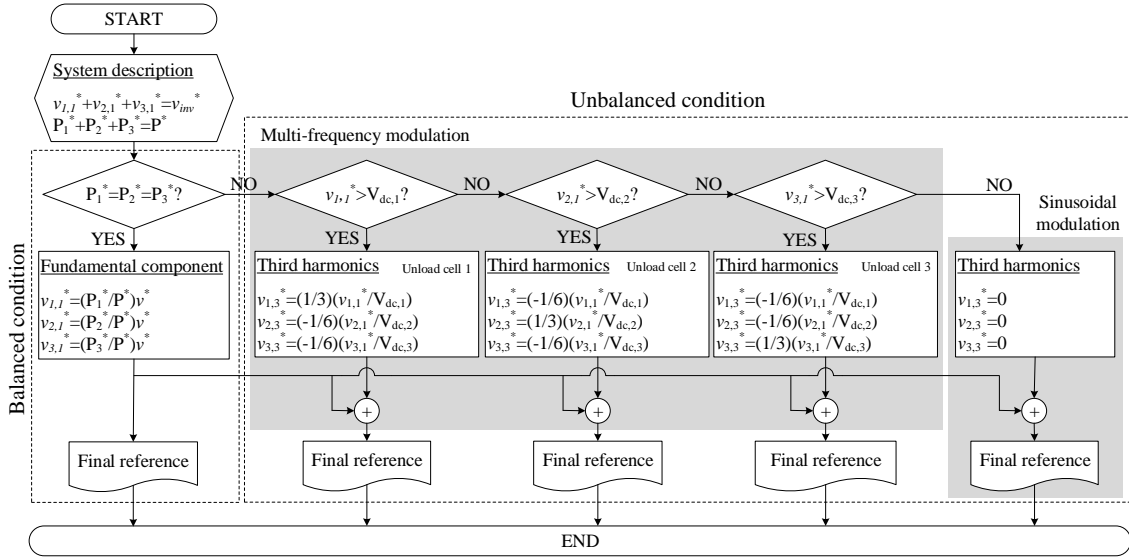 START
System description
v1,1*+v2,1*+v3,1*=vinv*
P1*+P2*+P3*=P*
Unbalanced condition
Multi-frequency modulation
P1*=P2*=P3*?
NO
v1,1*>Vdc,1?
NO
v2,1*>Vdc,2?
NO
v3,1*>Vdc,3?
NO
Sinusoidal
modulation
YES
YES
YES
YES
Balanced condition
Fundamental component
v1,1*=(P1*/P*)v*
v2,1*=(P2*/P*)v*
v3,1*=(P3*/P*)v*
Third harmonics Unload cell 1
v1,3*=(1/3)(v1,1*/Vdc,1)
v2,3*=(-1/6)(v2,1*/Vdc,2)
v3,3*=(-1/6)(v3,1*/Vdc,3)
Third harmonics Unload cell 2
v1,3*=(-1/6)(v1,1*/Vdc,1)
v2,3*=(1/3)(v2,1*/Vdc,2)
v3,3*=(-1/6)(v3,1*/Vdc,3)
Third harmonics Unload cell 3
v1,3*=(-1/6)(v1,1*/Vdc,1)
v2,3*=(-1/6)(v2,1*/Vdc,2)
v3,3*=(1/3)(v3,1*/Vdc,3)
Third harmonics
v1,3*=0
v2,3*=0
v3,3*=0
+
+
+
+
Final reference
Final reference
Final reference
Final reference
Final reference
END